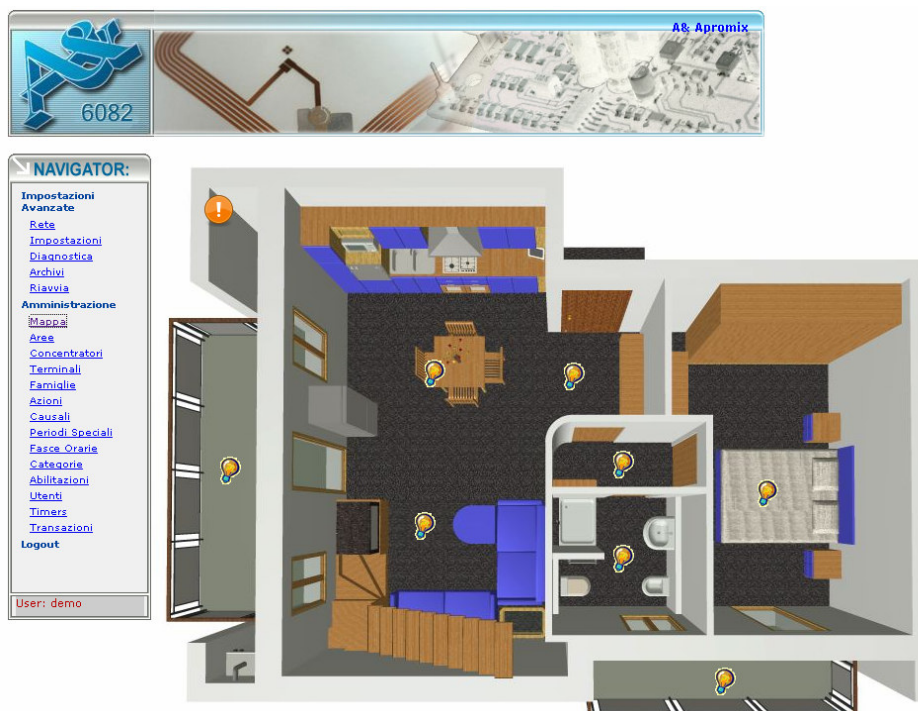 A& Apromix
6082
NAVIGATOR:
Impostazioni
Avanzate
Rete
Impostazioni
Diagnostica
Archivi
Riavvia
Amministrazione
Mappa
Aree
Concentratori
Terminali
Famiglie
Azioni
Causali
Periodi Speciali
Fasce Orarie
Categorie
Abilitazioni
Utenti
Timers
Transazioni
Logout
User: demo
!